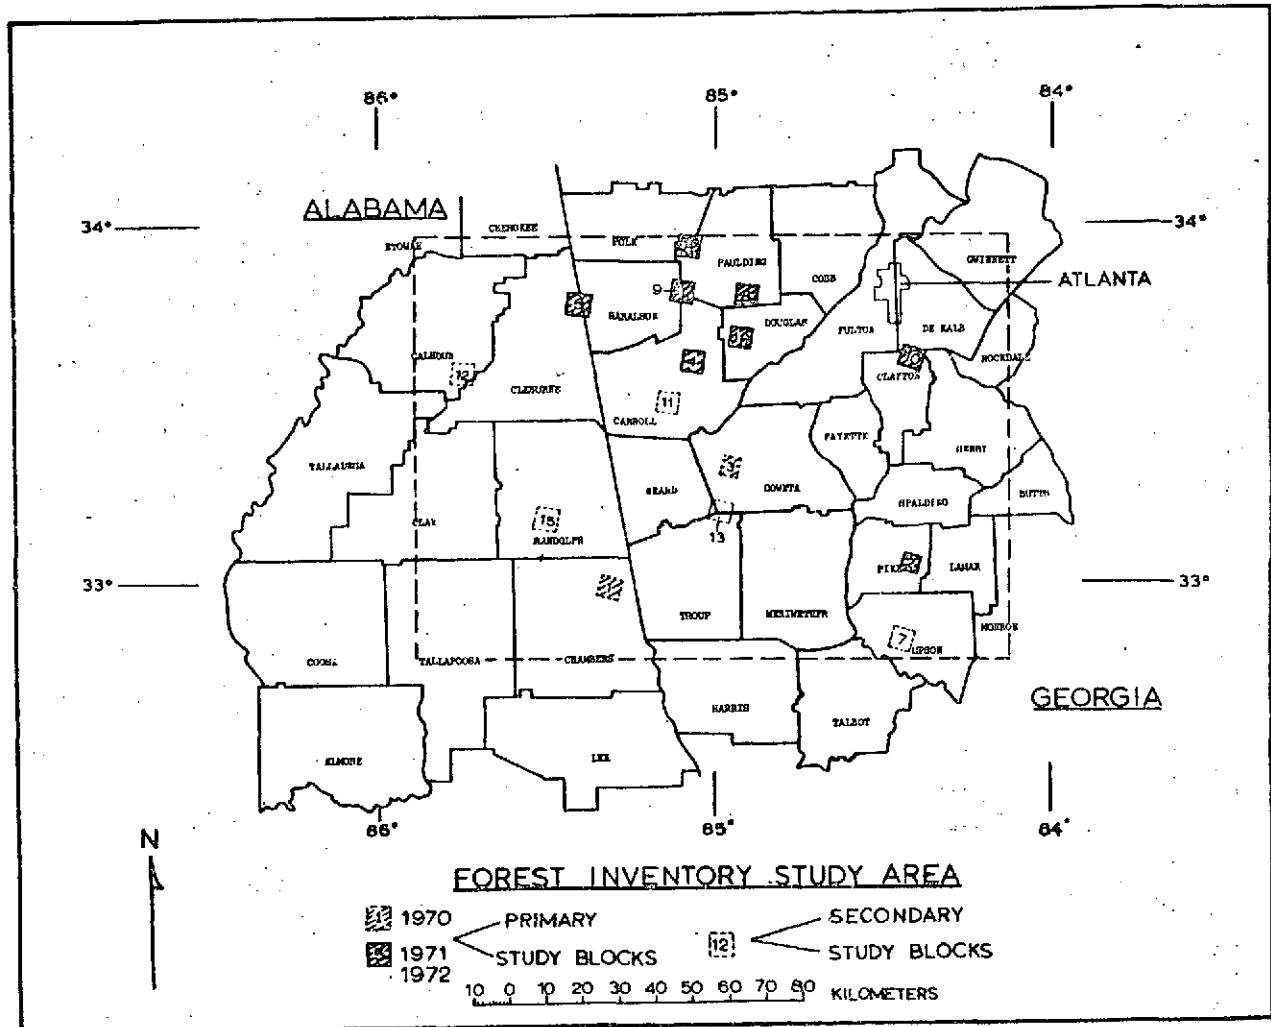 86° 85° 84°
ALABAMA
34° 34°
CHEROKEE
ETOWAH
POLK
PAULDING
COBB
GWINNETT
ATLANTA
9
HARALSON
DOUGLAS
FULTON
DE KALB
ROCKDALE
CALHOUN
12
CLEBURNE
4
CLAYTON
11
CARROLL
FAYETTE
HENRY
TALLADEGA
HEARD
3
COWETA
SPALDING
BUTTS
CLAY
15
RANDOLPH
13
33° 33°
PIKE
LAMAR
TROUP
MERIWETHER
MONROE
7
UPSON
COOSA
TALLAPOOSA
CHAMBERS
GEORGIA
HARRIS
TALBOT
ELMORE
LEE
86° 85° 84°
N
FOREST INVENTORY STUDY AREA
1970 PRIMARY
1971 STUDY BLOCKS
1972
12 SECONDARY
STUDY BLOCKS
10 0 10 20 30 40 50 60 70 80 KILOMETERS